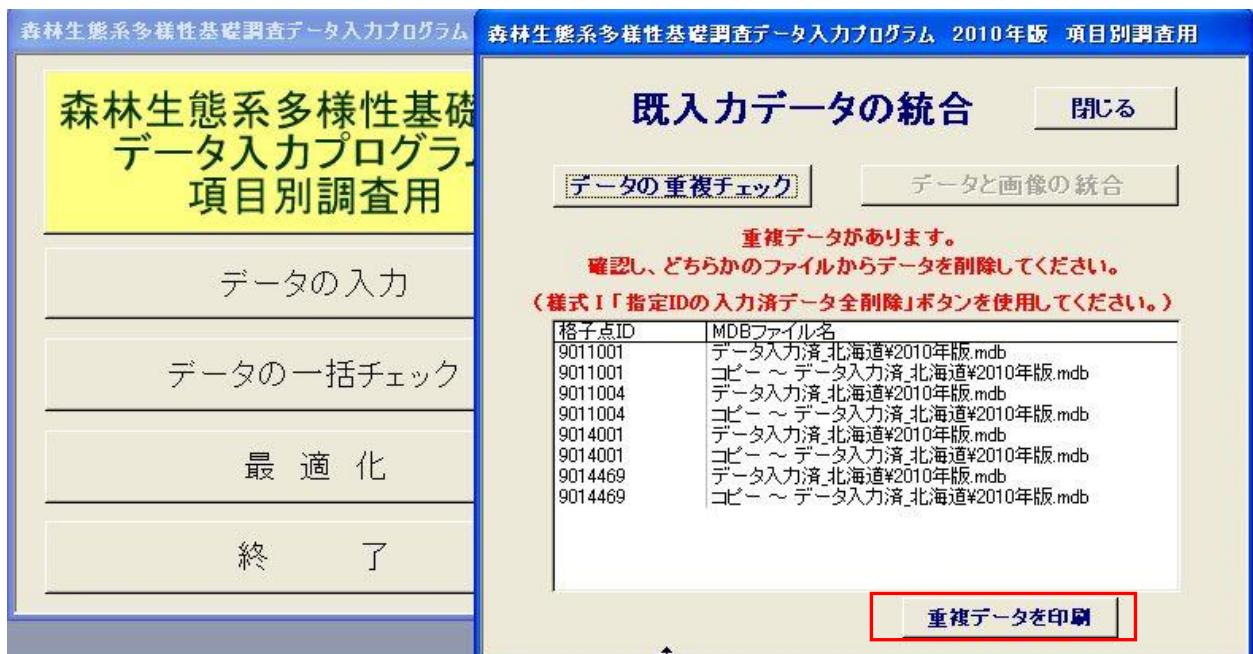 森林生態系多様性基礎調査データ入力プログラム
森林生態系多様性基礎
データ入力プログラム
項目別調査用
データの入力
データの一括チェック
最 適 化
終 了
森林生態系多様性基礎調査データ入力プログラム 2010年版 項目別調査用
既入力データの統合
閉じる
データの重複チェック
データと画像の統合
重複データがあります。
確認し、どちらかのファイルからデータを削除してください。
(様式Ⅰ「指定IDの入力済データ全削除」ボタンを使用してください。)
格子点ID MDBファイル名
9011001 データ入力済_北海道¥2010年版.mdb
9011001 コピー ～ データ入力済_北海道¥2010年版.mdb
9011004 データ入力済_北海道¥2010年版.mdb
9011004 コピー ～ データ入力済_北海道¥2010年版.mdb
9014001 データ入力済_北海道¥2010年版.mdb
9014001 コピー ～ データ入力済_北海道¥2010年版.mdb
9014469 データ入力済_北海道¥2010年版.mdb
9014469 コピー ～ データ入力済_北海道¥2010年版.mdb
重複データを印刷